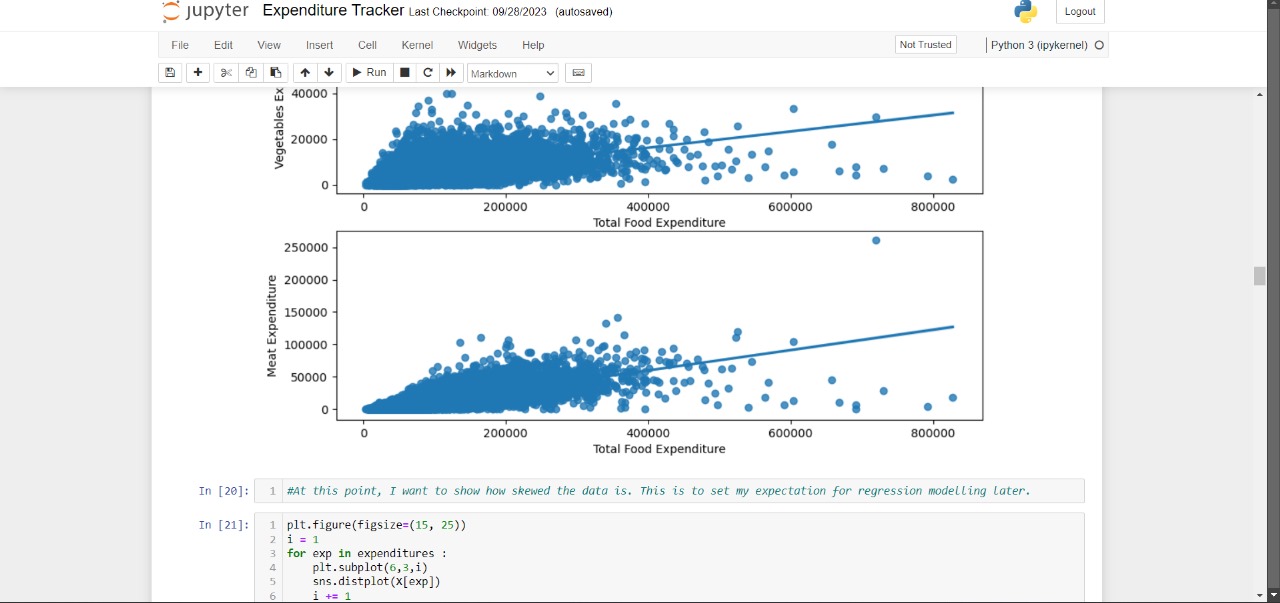 jupyter Expenditure Tracker Last Checkpoint: 09/28/2023 (autosaved)
Logout
File Edit View Insert Cell Kernel Widgets Help
Not Trusted
Python 3 (ipykernel)
Run
Markdown
Vegetables Ex
40000
20000
0
0 200000 400000 600000 800000
Total Food Expenditure
Meat Expenditure
250000
200000
150000
100000
50000
0
0 200000 400000 600000 800000
Total Food Expenditure
In [20]: 1 #At this point, I want to show how skewed the data is. This is to set my expectation for regression modelling later.
In [21]: 1 plt.figure(figsize=(15, 25))
2 i = 1
3 for exp in expenditures :
4 plt.subplot(6,3,i)
5 sns.distplot(X[exp])
6 i += 1